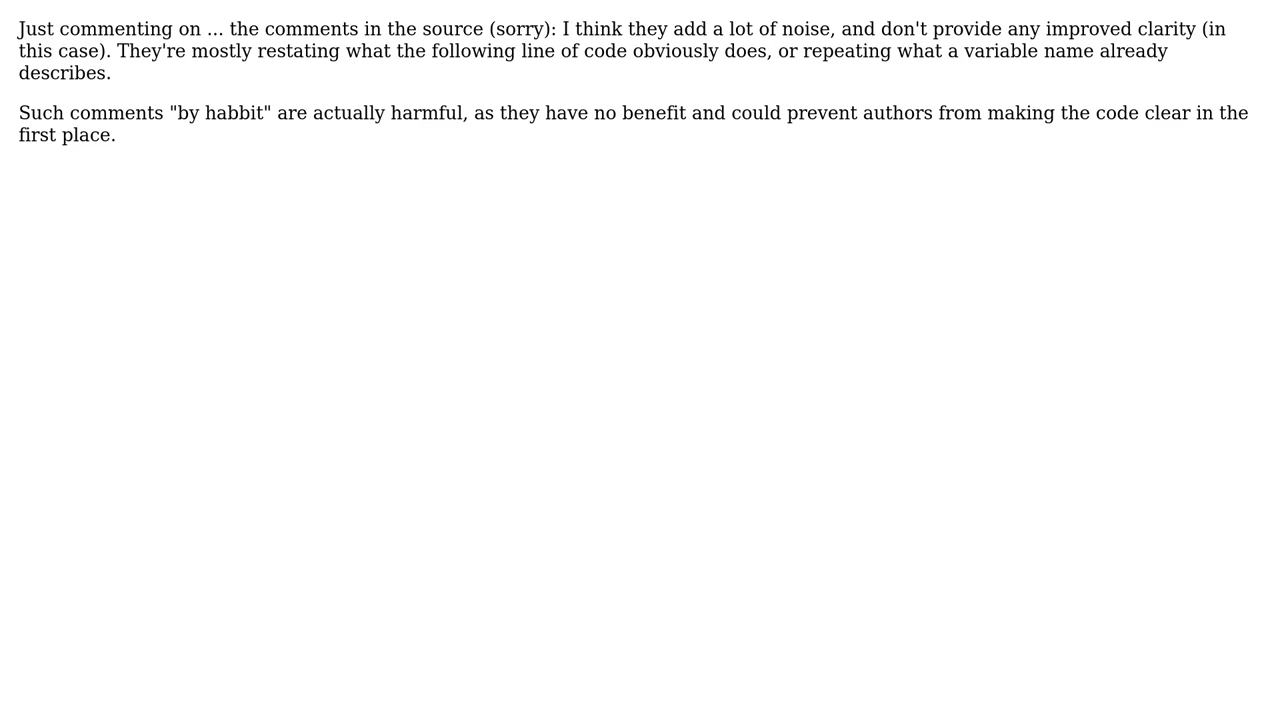 Just commenting on ... the comments in the source (sorry): I think they add a lot of noise, and don't provide any improved clarity (in
this case). They're mostly restating what the following line of code obviously does, or repeating what a variable name already
describes.
Such comments "by habbit" are actually harmful, as they have no benefit and could prevent authors from making the code clear in the
first place.